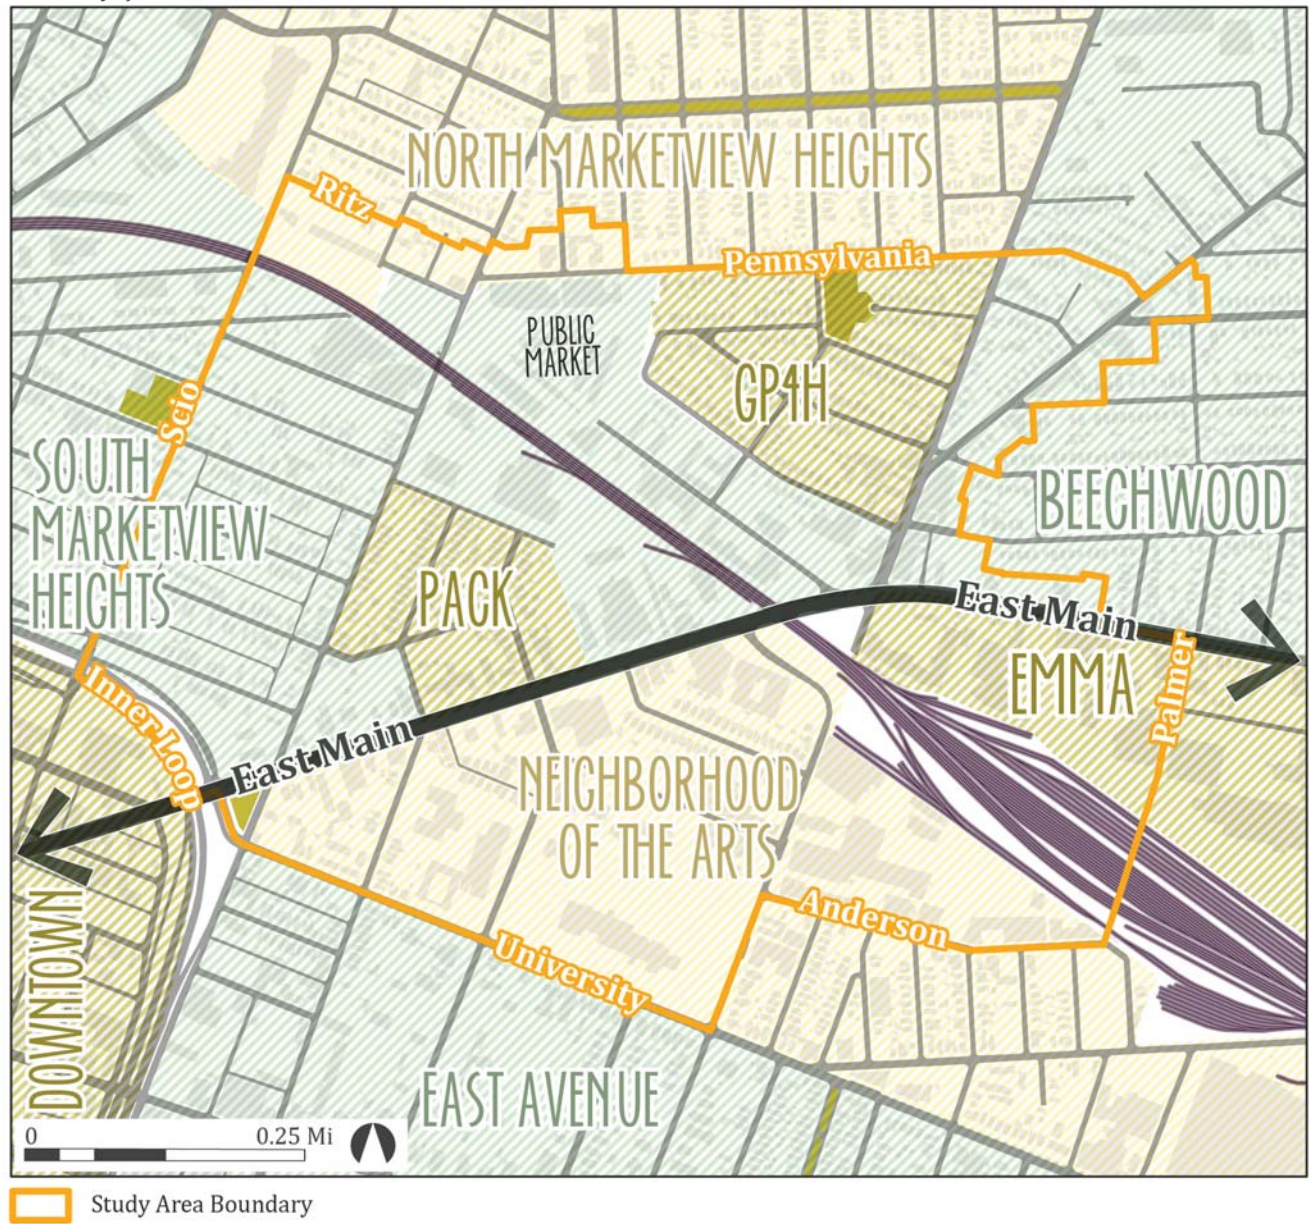 NORTH MARKETVIEW HEIGHTS
Ritz
Pennsylvania
PUBLIC
MARKET
GP4H
Scio
SOUTH
MARKETVIEW
HEIGHTS
BEECHWOOD
PACK
East Main
EMMA
Palmer
Inner Loop
East Main
NEIGHBORHOOD
OF THE ARTS
Anderson
DOWNTOWN
University
EAST AVENUE
0 0.25 Mi
Study Area Boundary